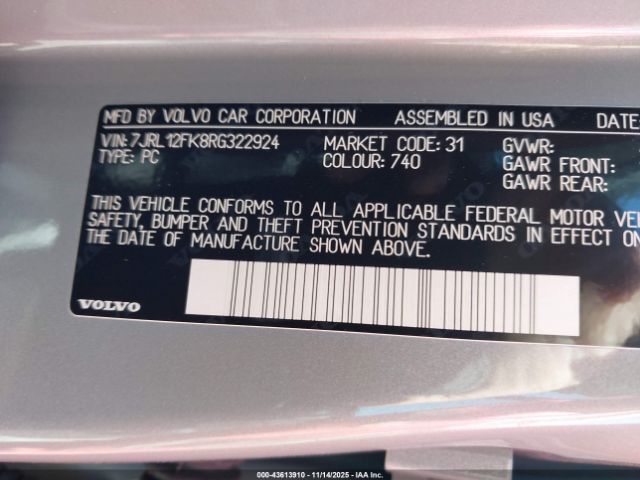 MFD BY VOLVO CAR CORPORATION ASSEMBLED IN USA DATE:
VIN: 7JRL12FK8RG322924 MARKET CODE: 31 GVWR:
TYPE: PC COLOUR: 740 GAWR FRONT:
GAWR REAR:
THIS VEHICLE CONFORMS TO ALL APPLICABLE FEDERAL MOTOR VEH
SAFETY, BUMPER AND THEFT PREVENTION STANDARDS IN EFFECT ON
THE DATE OF MANUFACTURE SHOWN ABOVE.
VOLVO
000-43613910 - 11/14/2025 - IAA Inc.